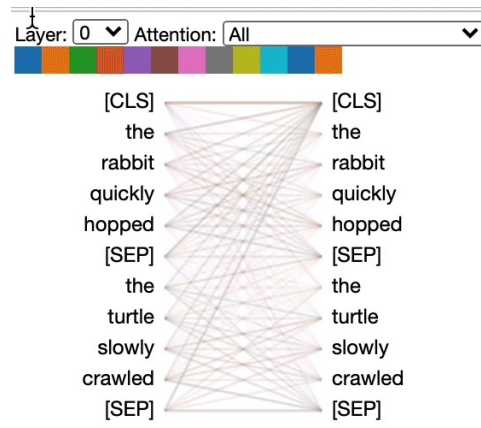 Layer: 0 Attention: All
[CLS] [CLS]
the the
rabbit rabbit
quickly quickly
hopped hopped
[SEP] [SEP]
the the
turtle turtle
slowly slowly
crawled crawled
[SEP] [SEP]